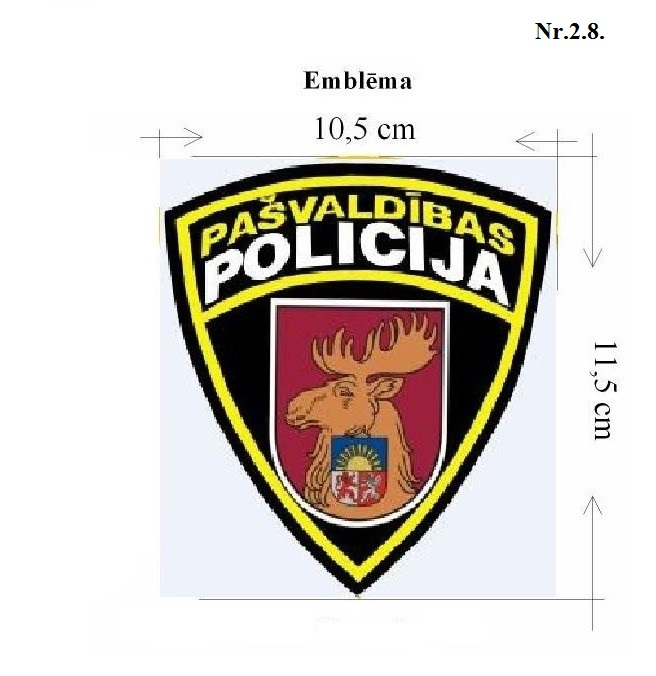 Nr.2.8.
Emblēma
10,5 cm
PAŠVALDĪBAS
POLICIJA
11,5 cm